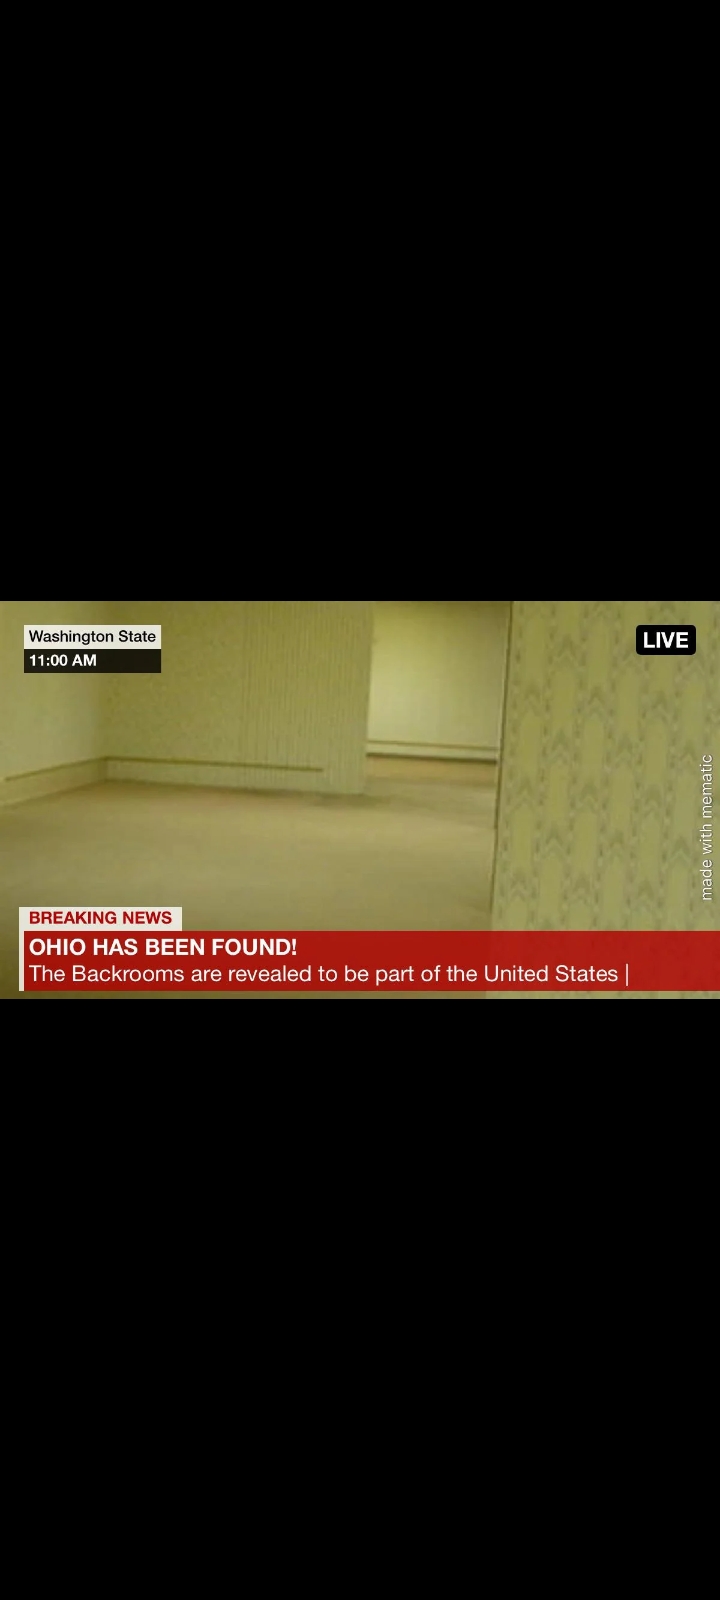 Washington State
11:00 AM
LIVE
made with mematic
BREAKING NEWS
OHIO HAS BEEN FOUND!
The Backrooms are revealed to be part of the United States |